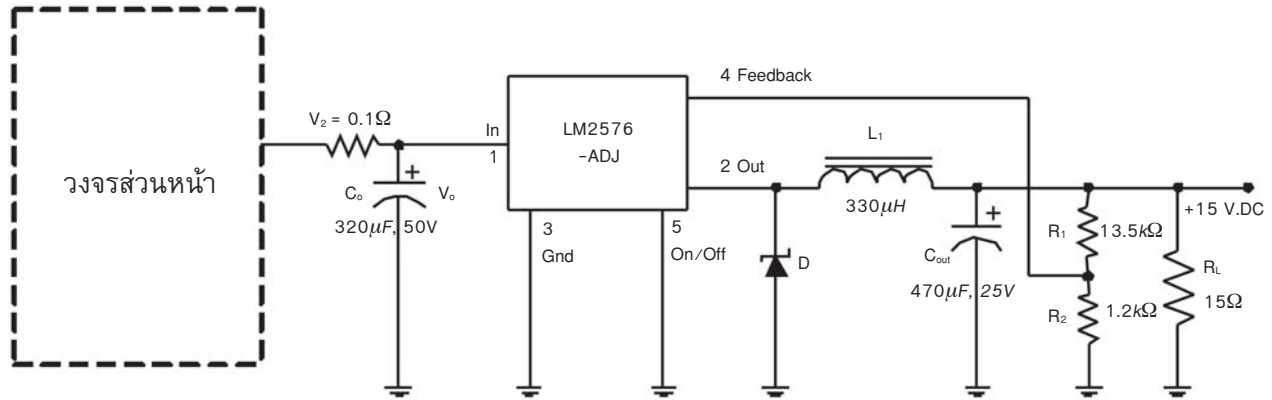 วงจรส่วนหน้า
V₂ = 0.1Ω
Cₒ
Vₒ
320μF, 50V
In
1
LM2576
-ADJ
4 Feedback
2 Out
3
Gnd
5
On/Off
D
L₁
330μH
Cout
470μF, 25V
R₁
13.5kΩ
R₂
1.2kΩ
+15 V.DC
RL
15Ω